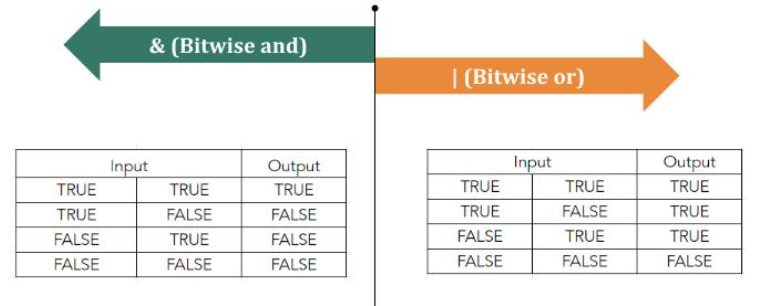 & (Bitwise and)
| (Bitwise or)
Input Output
TRUE TRUE TRUE
TRUE FALSE FALSE
FALSE TRUE FALSE
FALSE FALSE FALSE
Input Output
TRUE TRUE TRUE
TRUE FALSE TRUE
FALSE TRUE TRUE
FALSE FALSE FALSE